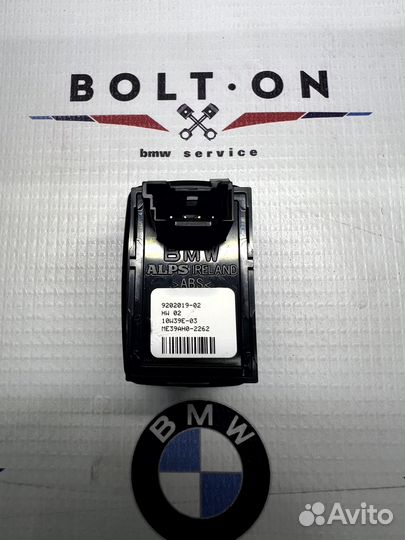 BOLT·ON
bmw service
BMW
ALPS IRELAND
>ABS<
9202019-02
HW 02
10W39E-03
ME39AH0-2262
BMW
Avito